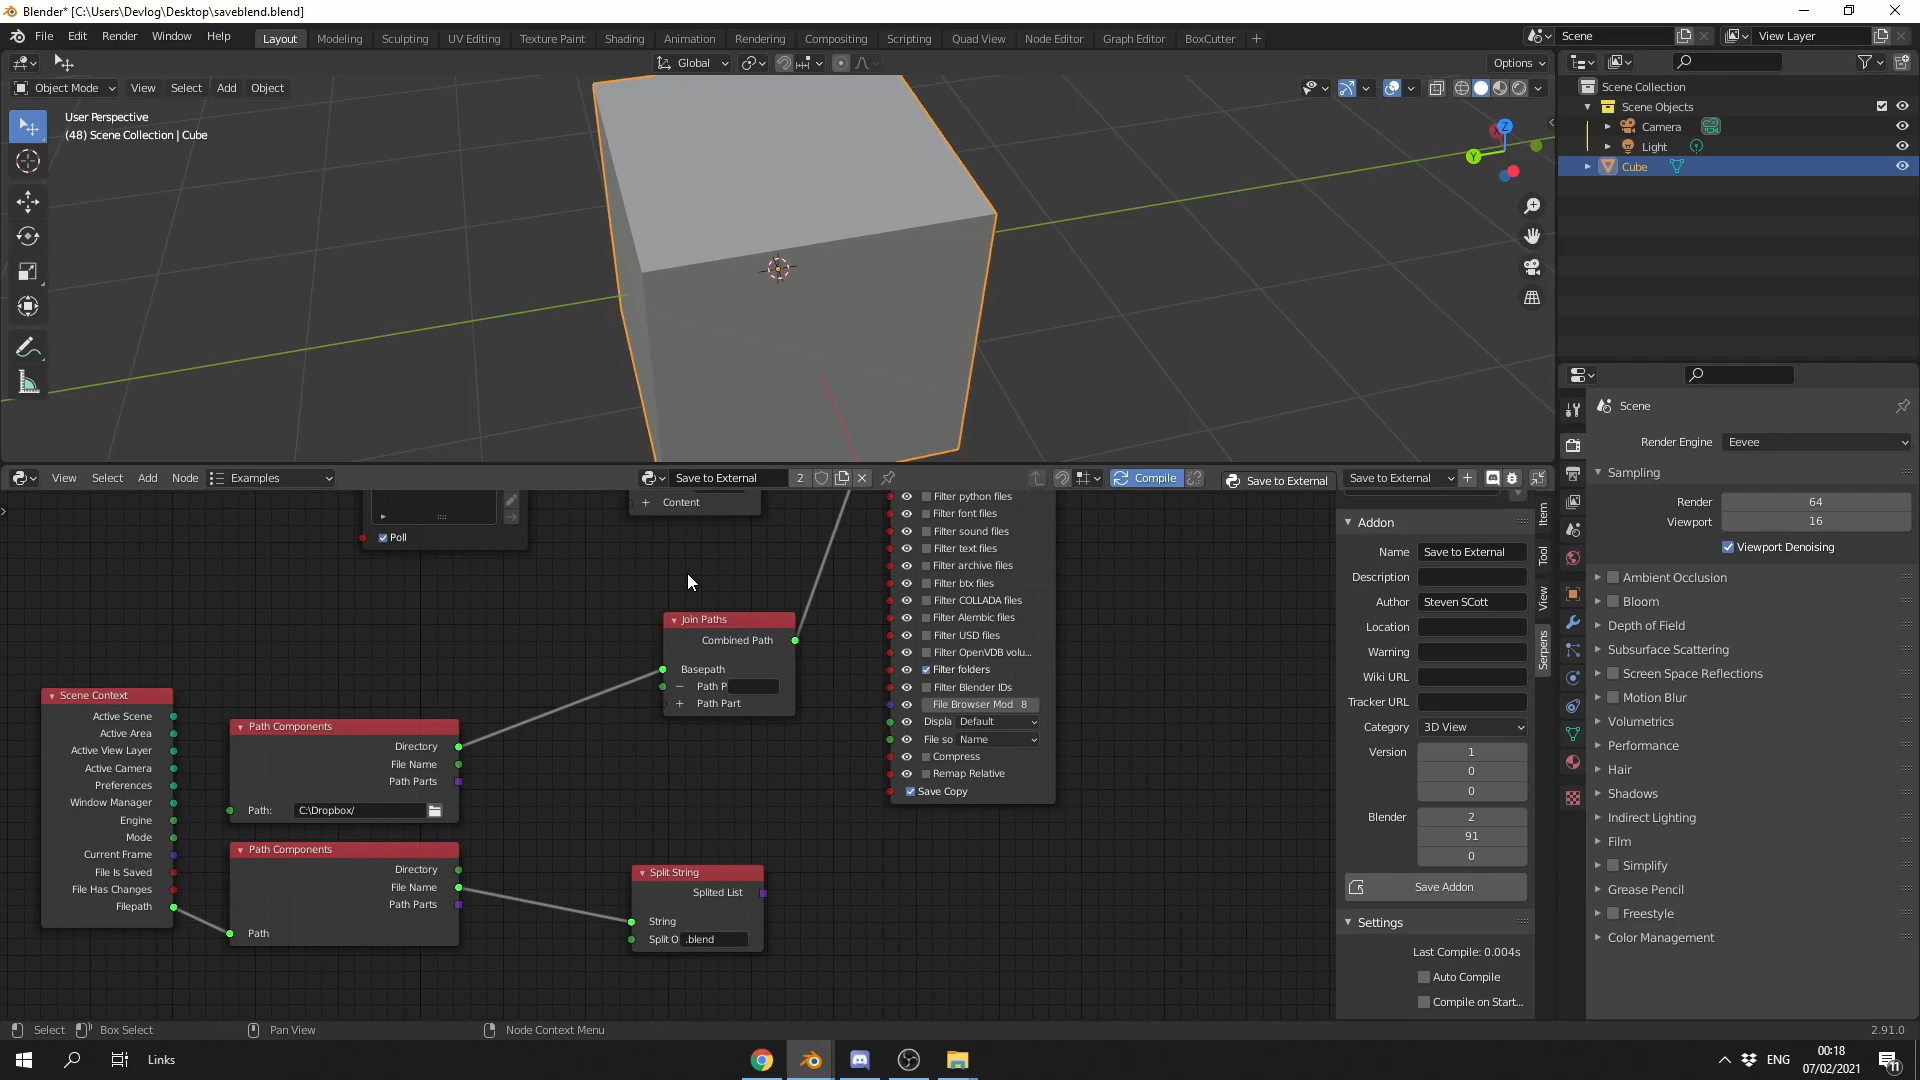 Blender* [C:\Users\Devlog\Desktop\saveblend.blend]
File Edit Render Window Help Layout Modeling Sculpting UV Editing Texture Paint Shading Animation Rendering Compositing Scripting Quad View Node Editor Graph Editor BoxCutter + Scene View Layer
Global Options
Object Mode View Select Add Object
User Perspective
(48) Scene Collection | Cube
X
Y
Z
Scene Collection
Scene Objects
Camera
Light
Cube
Scene
Render Engine Eevee
Sampling
Render 64
Viewport 16
Viewport Denoising
Ambient Occlusion
Bloom
Depth of Field
Subsurface Scattering
Screen Space Reflections
Motion Blur
Volumetrics
Performance
Hair
Shadows
Indirect Lighting
Film
Simplify
Grease Pencil
Freestyle
Color Management
View Select Add Node Examples Save to External 2 Compile Save to External Save to External
Content
Poll
Filter python files
Filter font files
Filter sound files
Filter text files
Filter archive files
Filter btx files
Filter COLLADA files
Filter Alembic files
Filter USD files
Filter OpenVDB volu...
Filter folders
Filter Blender IDs
File Browser Mod 8
Displa Default
File so Name
Compress
Remap Relative
Save Copy
Join Paths
Combined Path
Basepath
Path P
Path Part
Scene Context
Active Scene
Active Area
Active View Layer
Active Camera
Preferences
Window Manager
Engine
Mode
Current Frame
File Is Saved
File Has Changes
Filepath
Path Components
Directory
File Name
Path Parts
Path: C:\Dropbox/
Path Components
Directory
File Name
Path Parts
Path
Split String
Splited List
String
Split O .blend
Addon
Name Save to External
Description
Author Steven SCott
Location
Warning
Wiki URL
Tracker URL
Category 3D View
Version 1
0
0
Blender 2
91
0
Save Addon
Settings
Last Compile: 0.004s
Auto Compile
Compile on Start...
Item
Tool
View
Serpens
Select Box Select Pan View Node Context Menu 2.91.0
Links ENG 00:18
07/02/2021
11